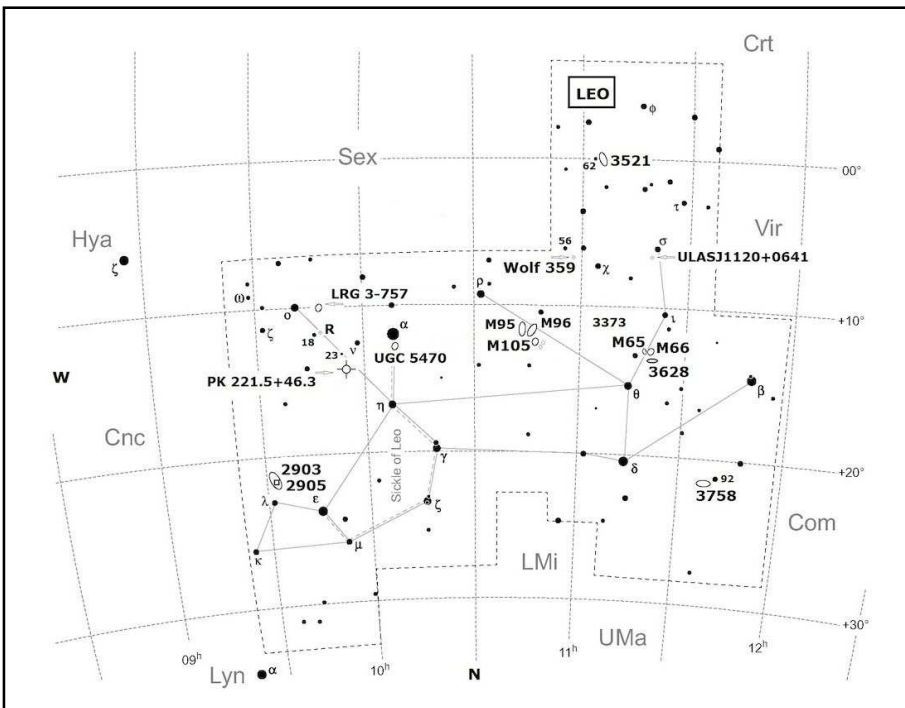 Crt
LEO
φ
Sex
62
3521
00°
τ
Vir
Hya
ζ
56
σ
Wolf 359
χ
ULASJ1120+0641
ω
ρ
LRG 3-757
ο
α
M95
M96
3373
ι
+10°
ζ
R
18
ν
M105
M65
M66
23
UGC 5470
3628
W
PK 221.5+46.3
θ
β
η
Cnc
Sickle of Leo
γ
δ
+20°
2903
2905
92
3758
λ
ε
ζ
Com
κ
μ
LMi
+30°
UMa
09h
10h
11h
12h
Lyn
α
N